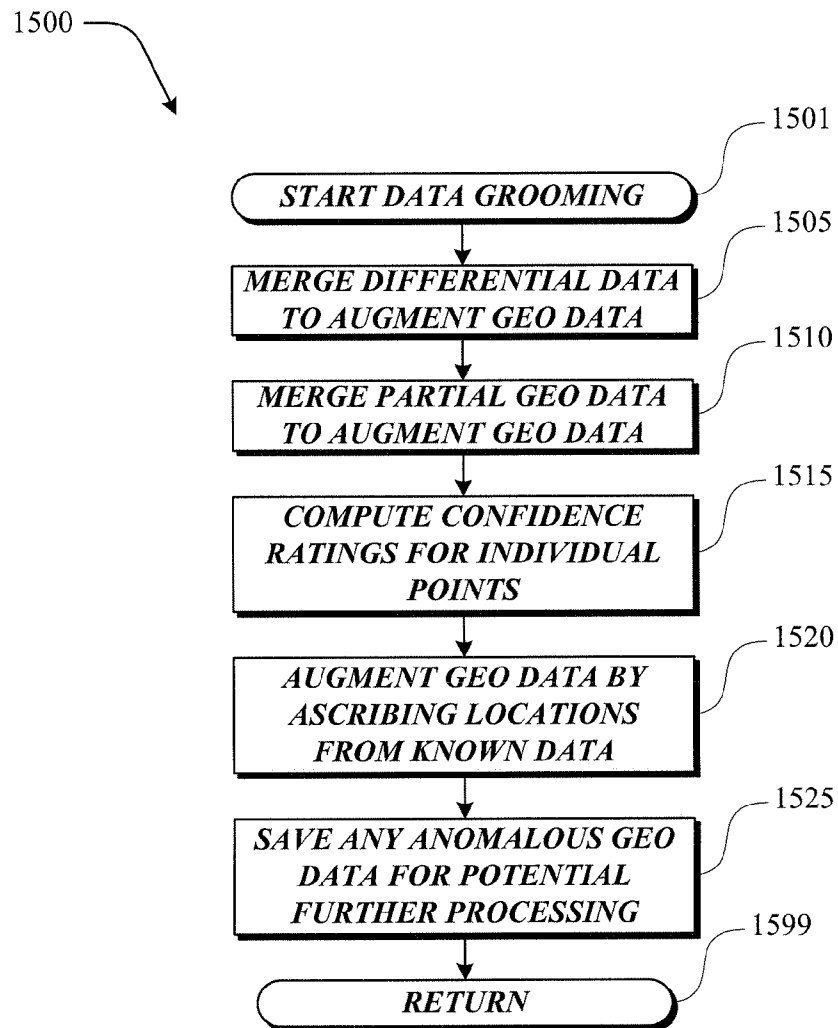 1500
1501
START DATA GROOMING
1505
MERGE DIFFERENTIAL DATA
TO AUGMENT GEO DATA
1510
MERGE PARTIAL GEO DATA
TO AUGMENT GEO DATA
1515
COMPUTE CONFIDENCE
RATINGS FOR INDIVIDUAL
POINTS
1520
AUGMENT GEO DATA BY
ASCRIBING LOCATIONS
FROM KNOWN DATA
1525
SAVE ANY ANOMALOUS GEO
DATA FOR POTENTIAL
FURTHER PROCESSING
1599
RETURN